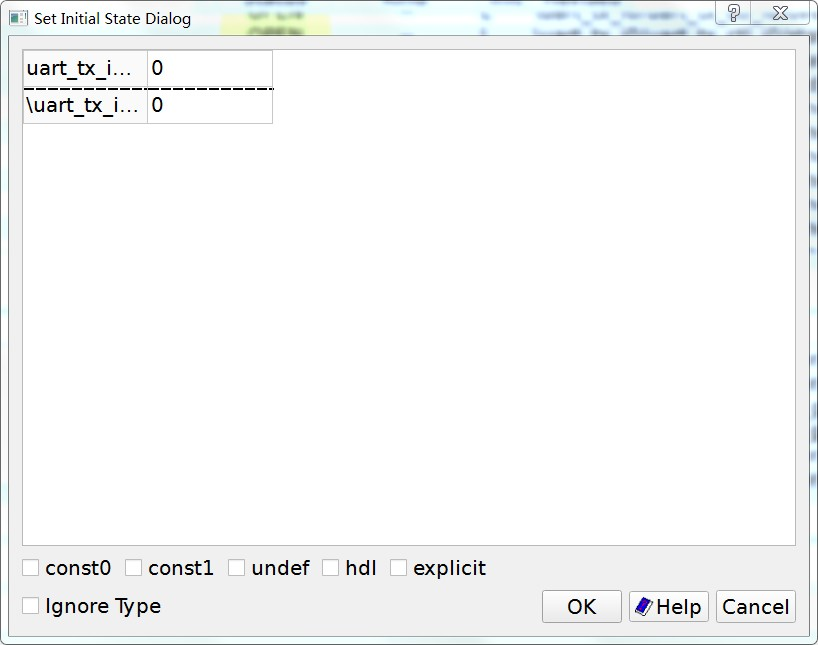 Set Initial State Dialog
uart_tx_i... 0
\uart_tx_i... 0
const0 const1 undef hdl explicit
Ignore Type
OK Help Cancel